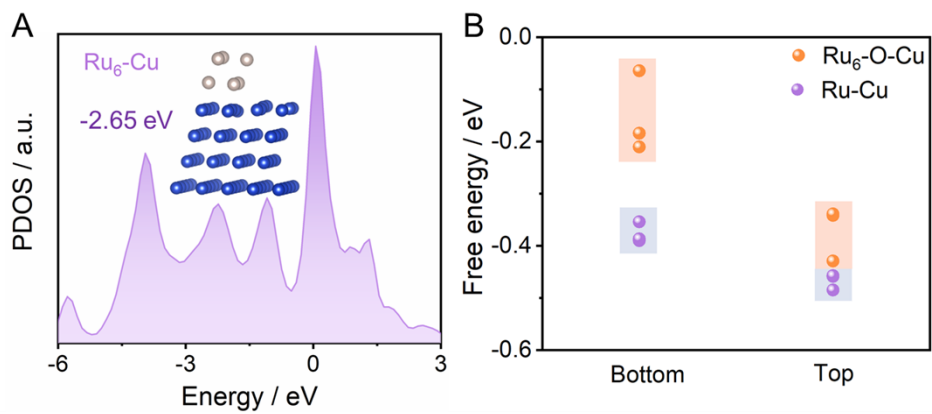 A
Ru₆-Cu
-2.65 eV
PDOS / a.u.
-6
-3
0
3
Energy / eV
B
0.0
-0.2
-0.4
-0.6
Free energy / eV
Ru₆-O-Cu
Ru-Cu
Bottom
Top